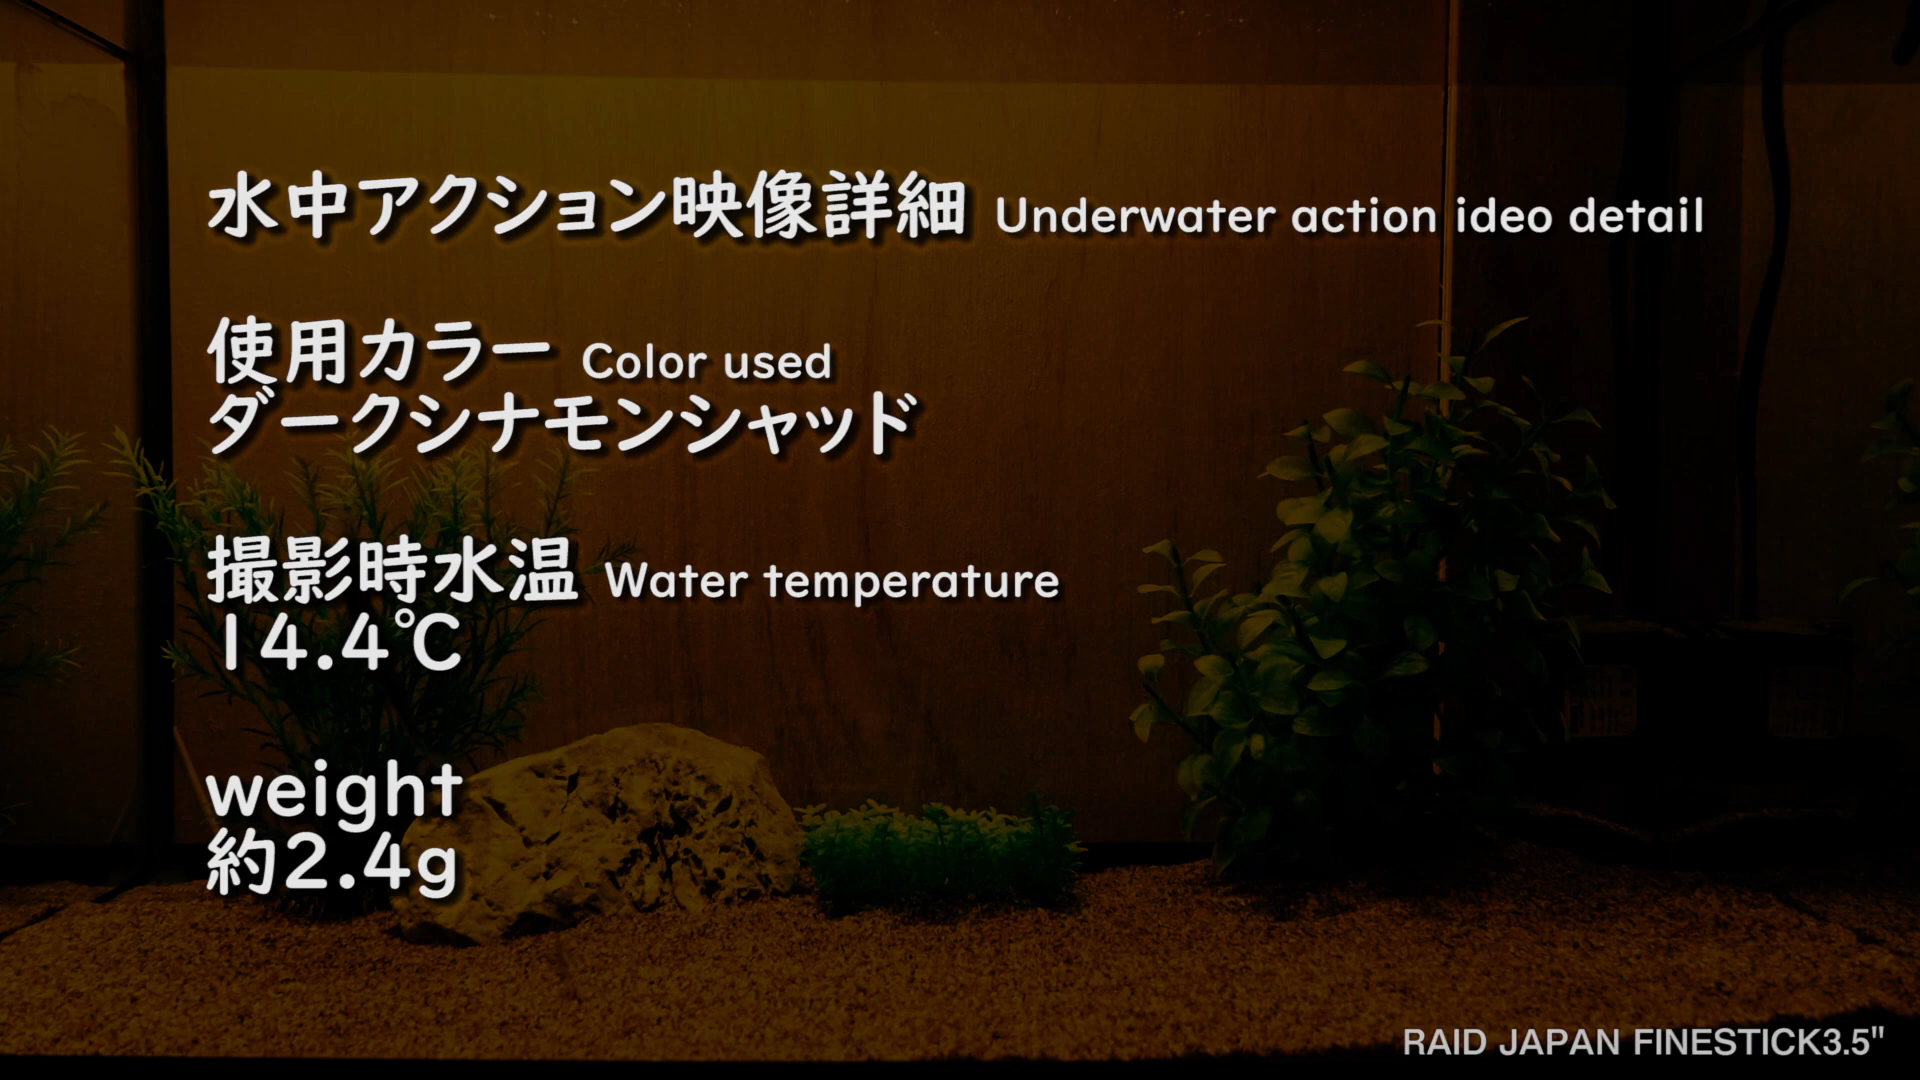 水中アクション映像詳細 Underwater action ideo detail
使用カラー Color used
ダークシナモンシャッド
撮影時水温 Water temperature
14.4℃
weight
約2.4g
RAID JAPAN FINESTICK3.5"